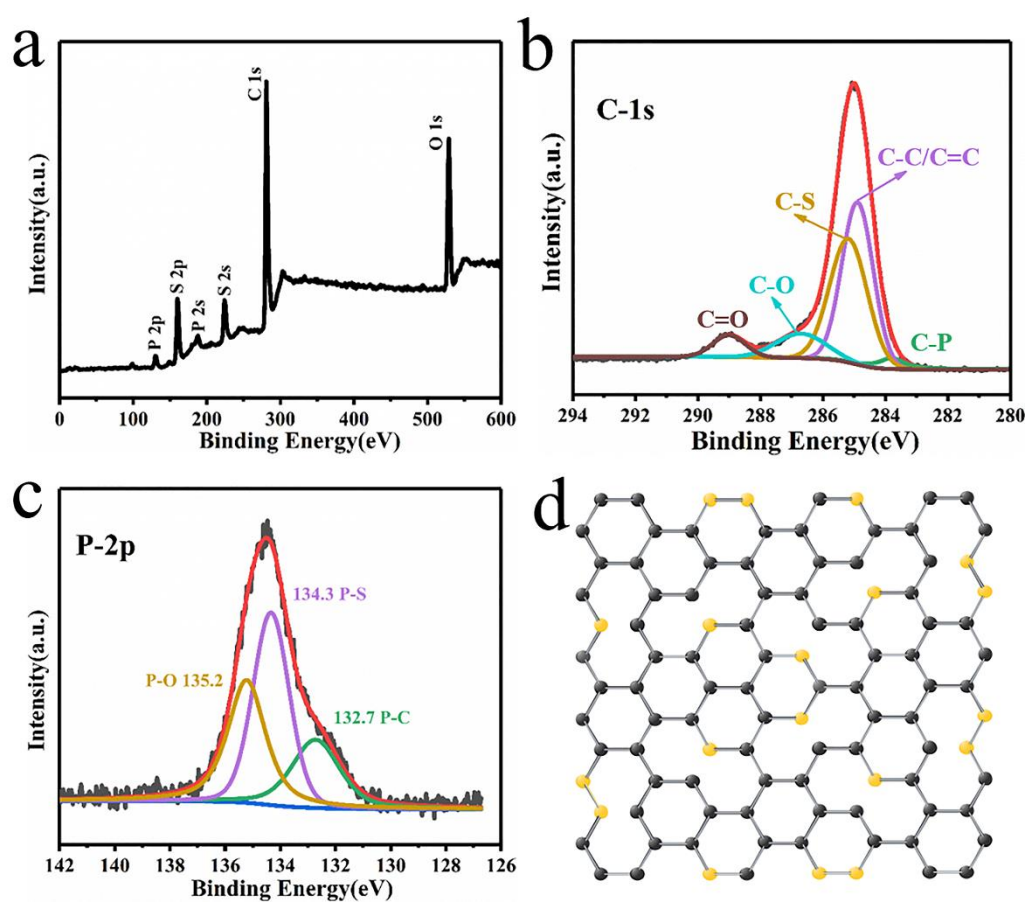 a
Intensity(a.u.)
P 2p
S 2p
P 2s
S 2s
C 1s
O 1s
0 100 200 300 400 500 600
Binding Energy(eV)
b
Intensity(a.u.)
C-1s
C-C/C=C
C-S
C-O
C=O
C-P
294 292 290 288 286 284 282 280
Binding Energy(eV)
c
Intensity(a.u.)
P-2p
134.3 P-S
P-O 135.2
132.7 P-C
142 140 138 136 134 132 130 128 126
Binding Energy(eV)
d